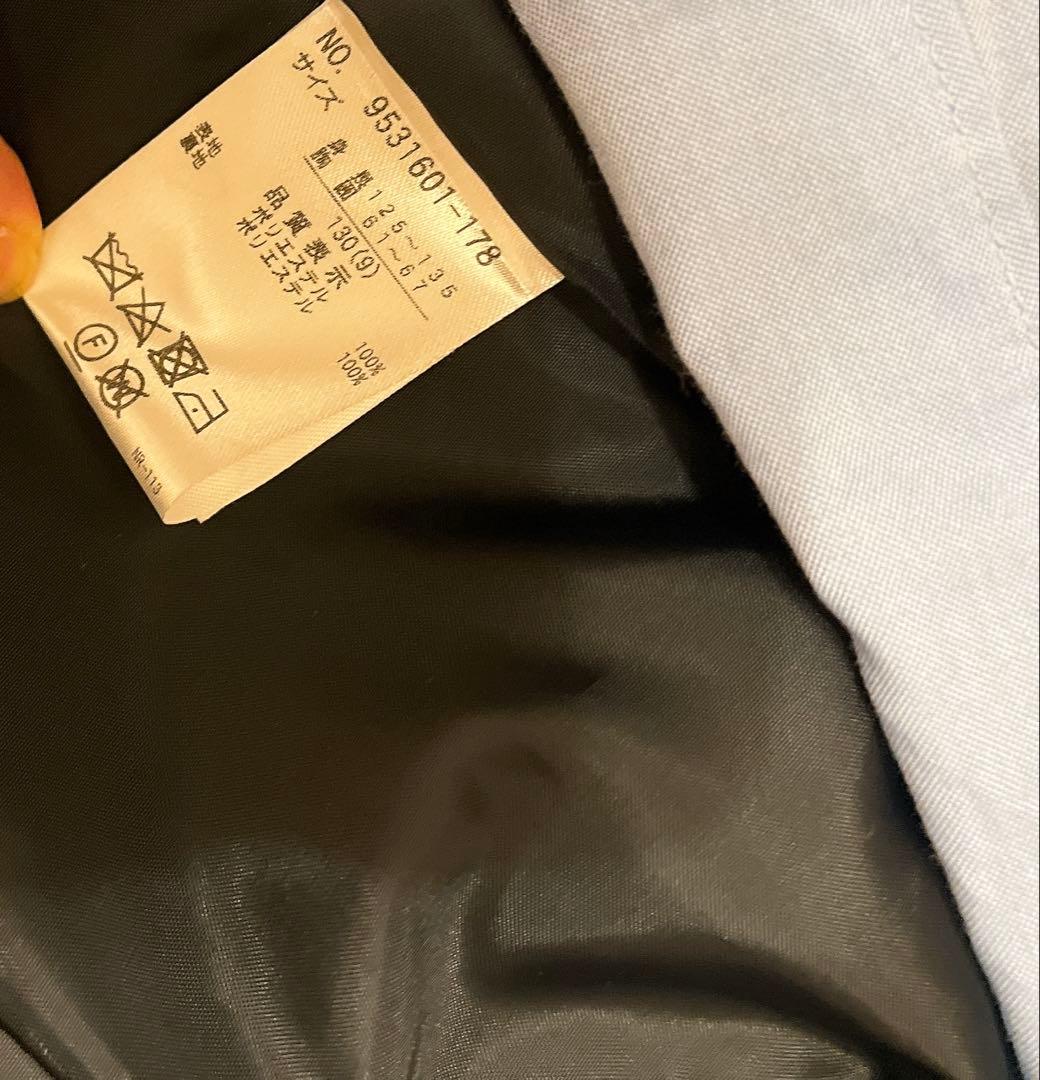 NO. 9531601-178
サイズ
身長 125~135
胸囲 61~67
130(9)
品質表示
表地 ポリエステル 100%
裏地 ポリエステル 100%
F
W
NR-113